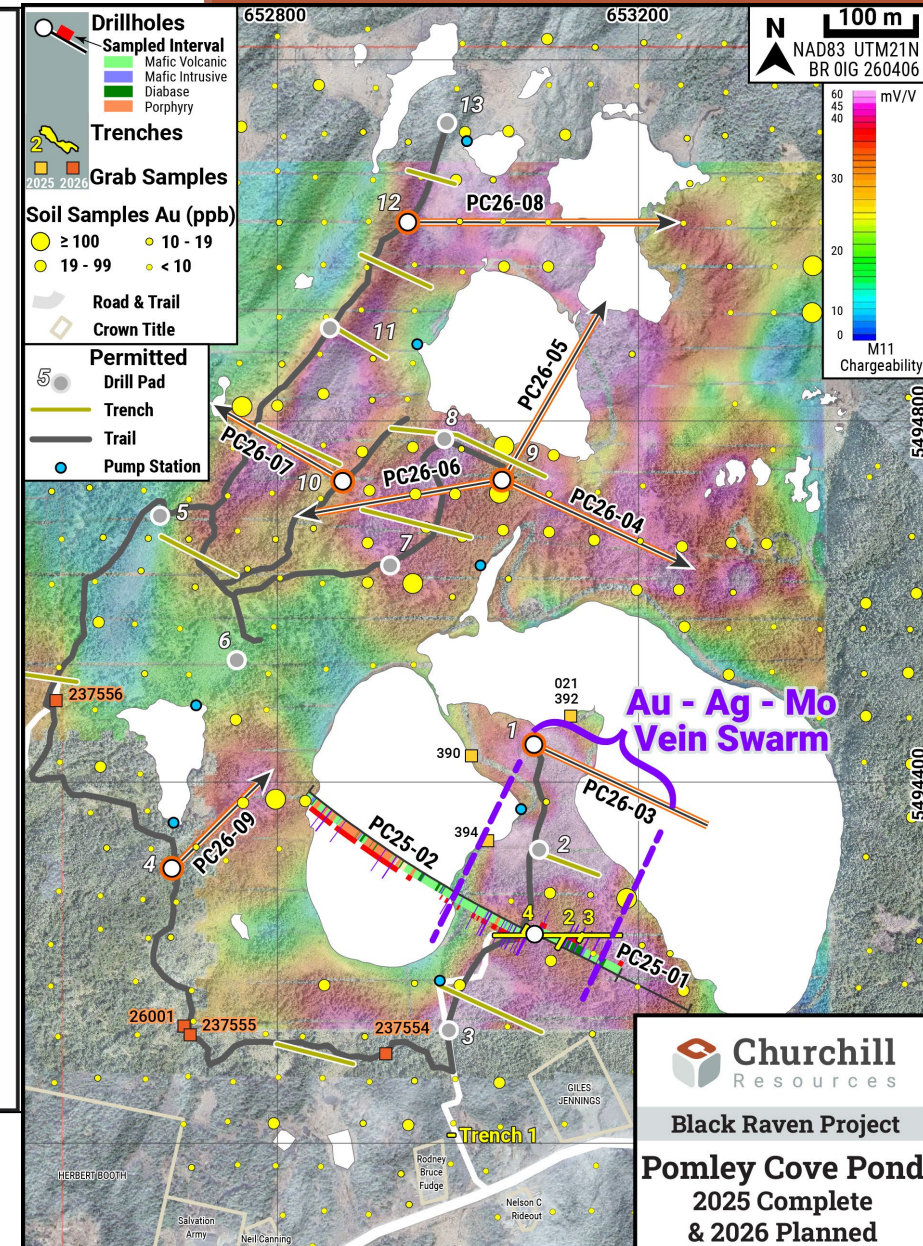 Drillholes
Sampled Interval
Mafic Volcanic
Mafic Intrusive
Diabase
Porphyry
2
Trenches
2025 2026
Grab Samples
Soil Samples Au (ppb)
≥ 100
10 - 19
19 - 99
< 10
Road & Trail
Crown Title
Permitted
5
Drill Pad
Trench
Trail
Pump Station
652800
653200
N
100 m
NAD83 UTM21N
BR OIG 260406
60
45
40
30
20
10
0
mV/V
M11
Chargeability
5494800
5494400
13
12
PC26-08
11
PC26-05
8
9
PC26-07
10
PC26-06
PC26-04
5
7
6
237556
021
392
Au - Ag - Mo
Vein Swarm
1
390
PC26-03
394
2
PC25-02
4
PC26-09
4
2
3
PC25-01
26001
237555
237554
3
GILES
JENNINGS
Trench 1
Rodney
Bruce
Fudge
HERBERT BOOTH
Nelson C
Rideout
Salvation
Army
Neil Canning
Churchill
Resources
Black Raven Project
Pomley Cove Pond
2025 Complete
& 2026 Planned